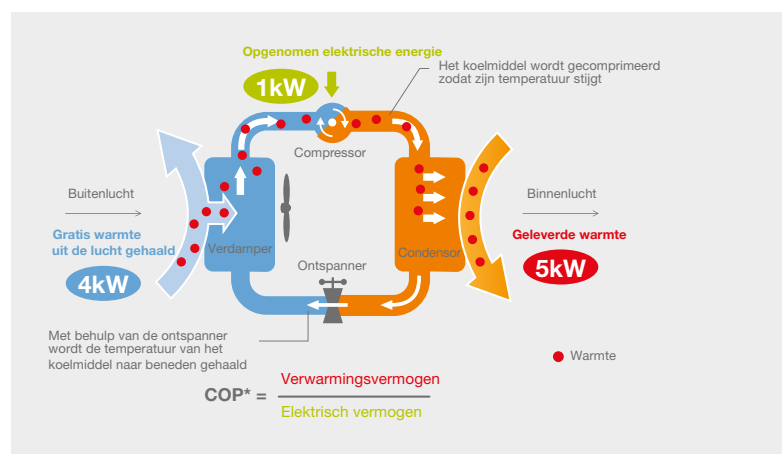 Opgenomen elektrische energie
1kW
Het koelmiddel wordt gecomprimeerd
zodat zijn temperatuur stijgt
Compressor
Buitenlucht
Gratis warmte
uit de lucht gehaald
4kW
Verdamper
Condensor
Binnenlucht
Geleverde warmte
5kW
Ontspanner
Met behulp van de ontspanner
wordt de temperatuur van het
koelmiddel naar beneden gehaald
Warmte
COP* =
Verwarmingsvermogen
Elektrisch vermogen